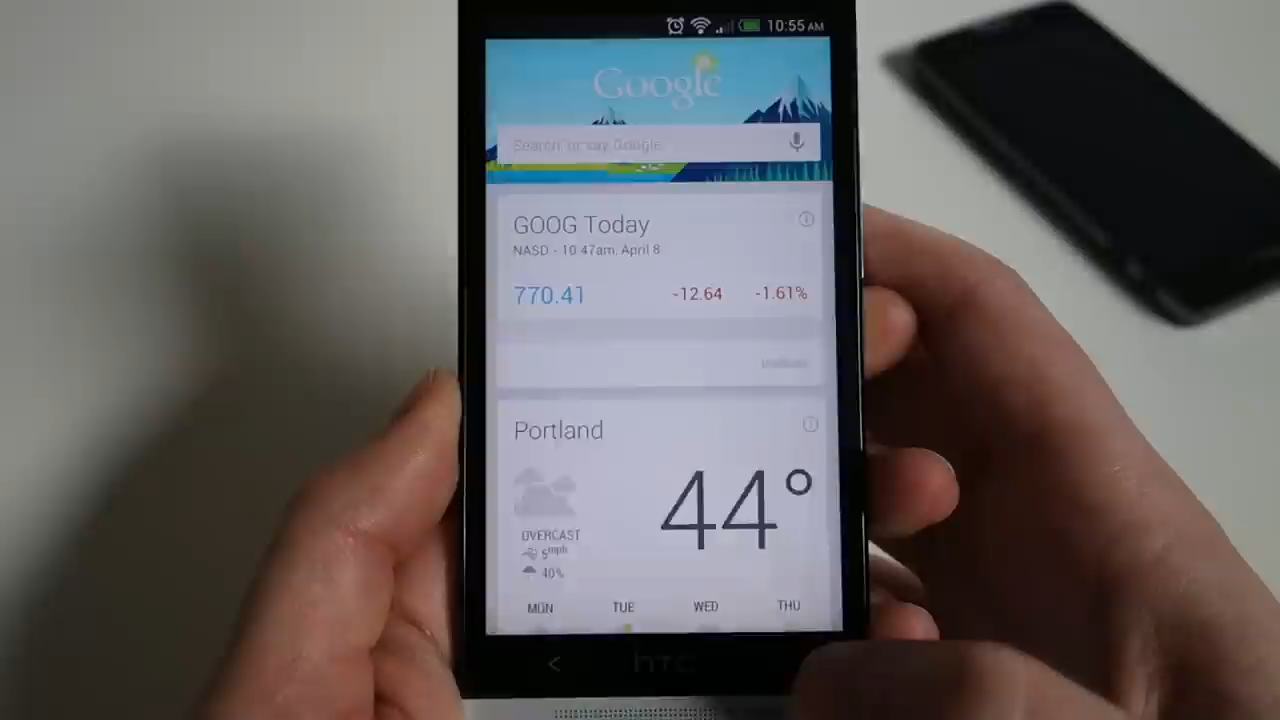 10:55 AM
Google
Search, or say Google
GOOG Today
NASD - 10:47am, April 8
770.41 -12.64 -1.61%
Portland
44°
OVERCAST
5mph
40%
MON TUE WED THU
hTC